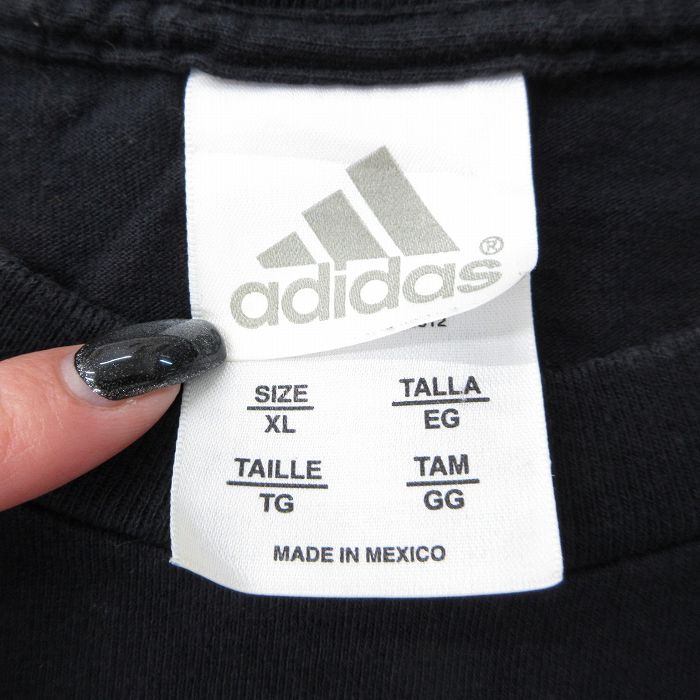 adidas®
SIZE
XL
TALLA
EG
TAILLE
TG
TAM
GG
MADE IN MEXICO